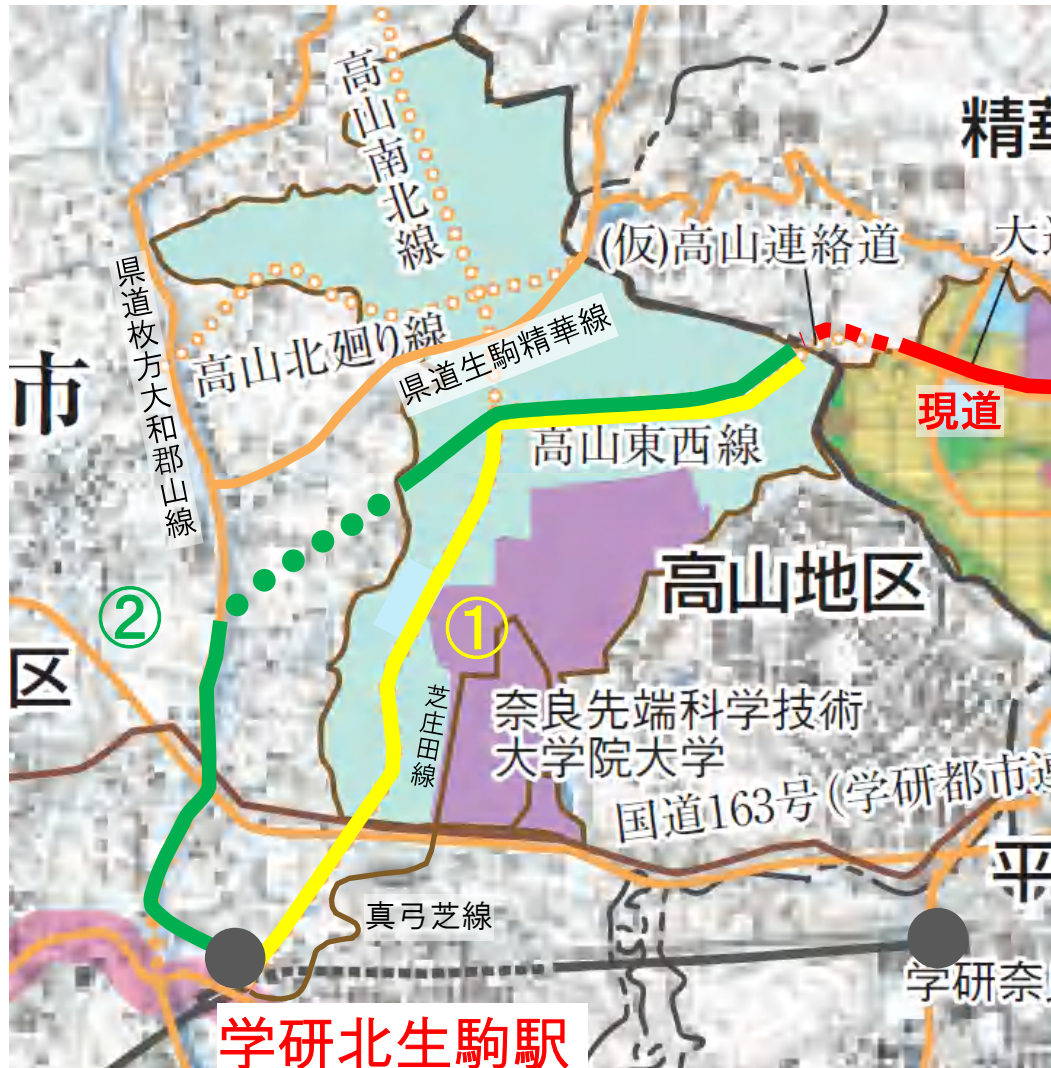 高山南北線
精華
(仮)高山連絡道
大通
県道枚方大和郡山線
高山北廻り線
県道生駒精華線
市
現道
高山東西線
高山地区
②
①
区
芝庄田線
奈良先端科学技術
大学院大学
国道163号(学研都市連
平
真弓芝線
学研奈良
学研北生駒駅